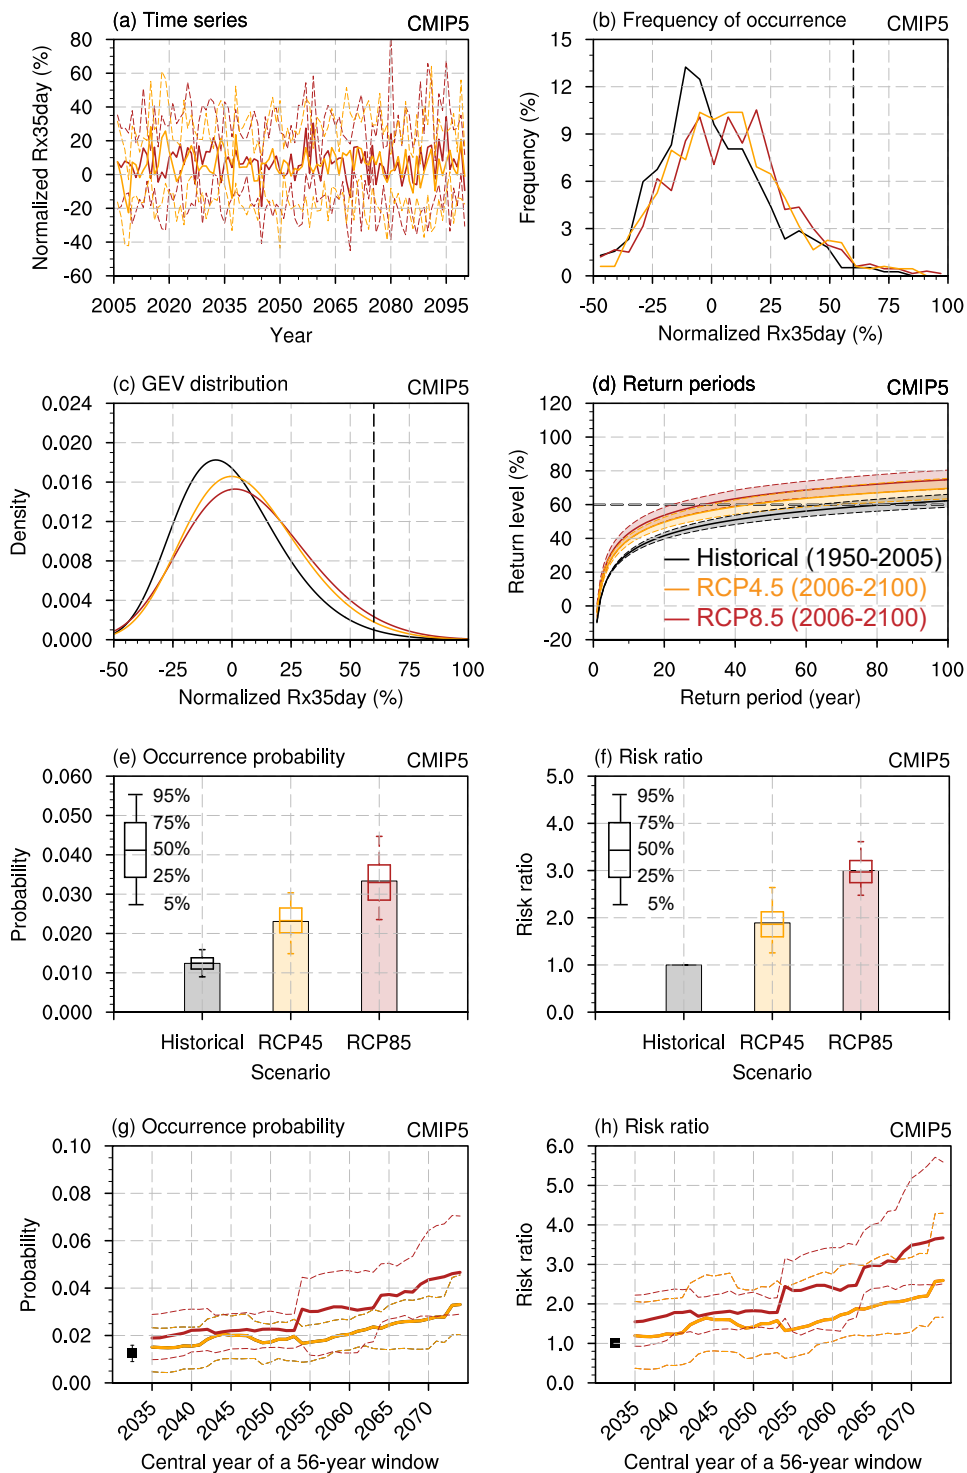 (a) Time series CMIP5
Normalized Rx35day (%)
80
60
40
20
0
-20
-40
-60
2005 2020 2035 2050 2065 2080 2095
Year
(b) Frequency of occurrence CMIP5
Frequency (%)
15
12
9
6
3
0
-50 -25 0 25 50 75 100
Normalized Rx35day (%)
(c) GEV distribution CMIP5
Density
0.024
0.020
0.016
0.012
0.008
0.004
0.000
-50 -25 0 25 50 75 100
Normalized Rx35day (%)
(d) Return periods CMIP5
Return level (%)
120
100
80
60
40
20
0
-20
Historical (1950-2005)
RCP4.5 (2006-2100)
RCP8.5 (2006-2100)
0 20 40 60 80 100
Return period (year)
(e) Occurrence probability CMIP5
Probability
0.060
0.050
0.040
0.030
0.020
0.010
0.000
95%
75%
50%
25%
5%
Historical RCP45 RCP85
Scenario
(f) Risk ratio CMIP5
Risk ratio
5.0
4.0
3.0
2.0
1.0
0.0
95%
75%
50%
25%
5%
Historical RCP45 RCP85
Scenario
(g) Occurrence probability CMIP5
Probability
0.10
0.08
0.06
0.04
0.02
0.00
2035 2040 2045 2050 2055 2060 2065 2070
Central year of a 56-year window
(h) Risk ratio CMIP5
Risk ratio
6.0
5.0
4.0
3.0
2.0
1.0
0.0
2035 2040 2045 2050 2055 2060 2065 2070
Central year of a 56-year window